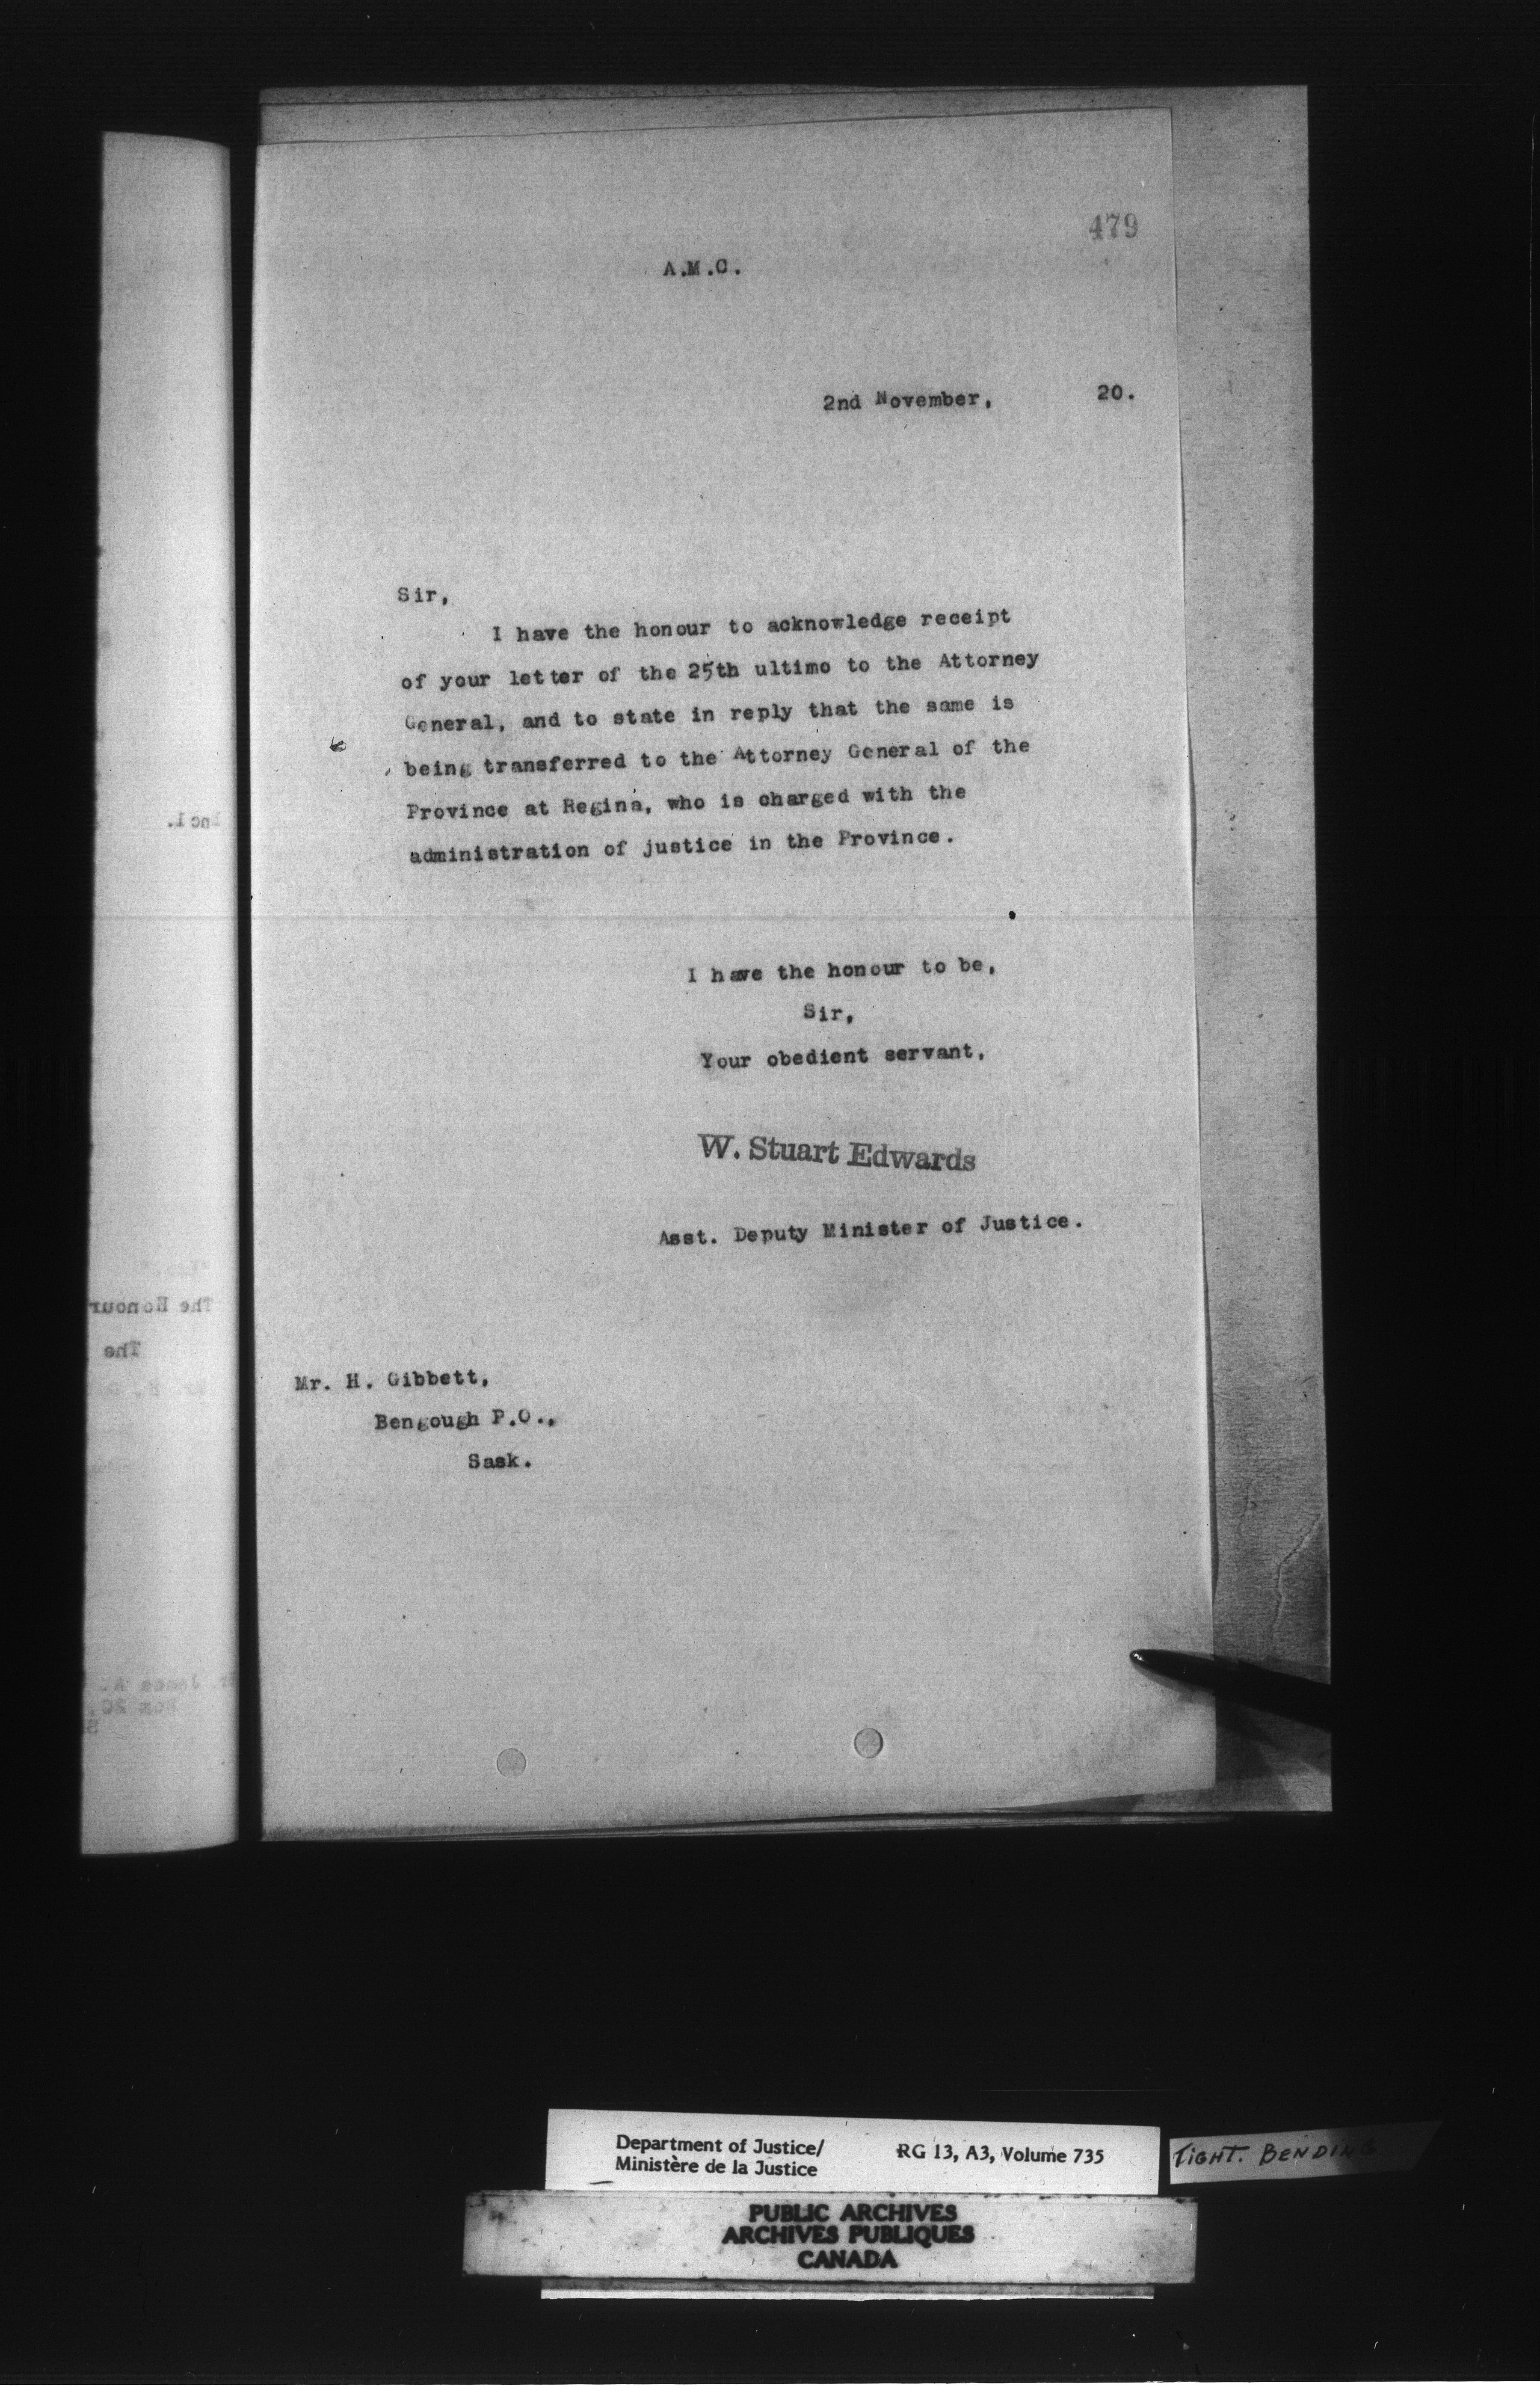 479
A.M.C.
2nd November, 20.
Sir,
I have the honour to acknowledge receipt
of your letter of the 25th ultimo to the Attorney
General, and to state in reply that the same is
being transferred to the Attorney General of the
Province at Regina, who is charged with the
administration of justice in the Province.
I have the honour to be,
Sir,
Your obedient servant,
W. Stuart Edwards
Asst. Deputy Minister of Justice.
Mr. H. Gibbett,
Bengough P.O.,
Sask.
The Honour
The
Department of Justice/
Ministère de la Justice
RG 13, A3, Volume 735
TIGHT. BENDING
PUBLIC ARCHIVES
ARCHIVES PUBLIQUES
CANADA